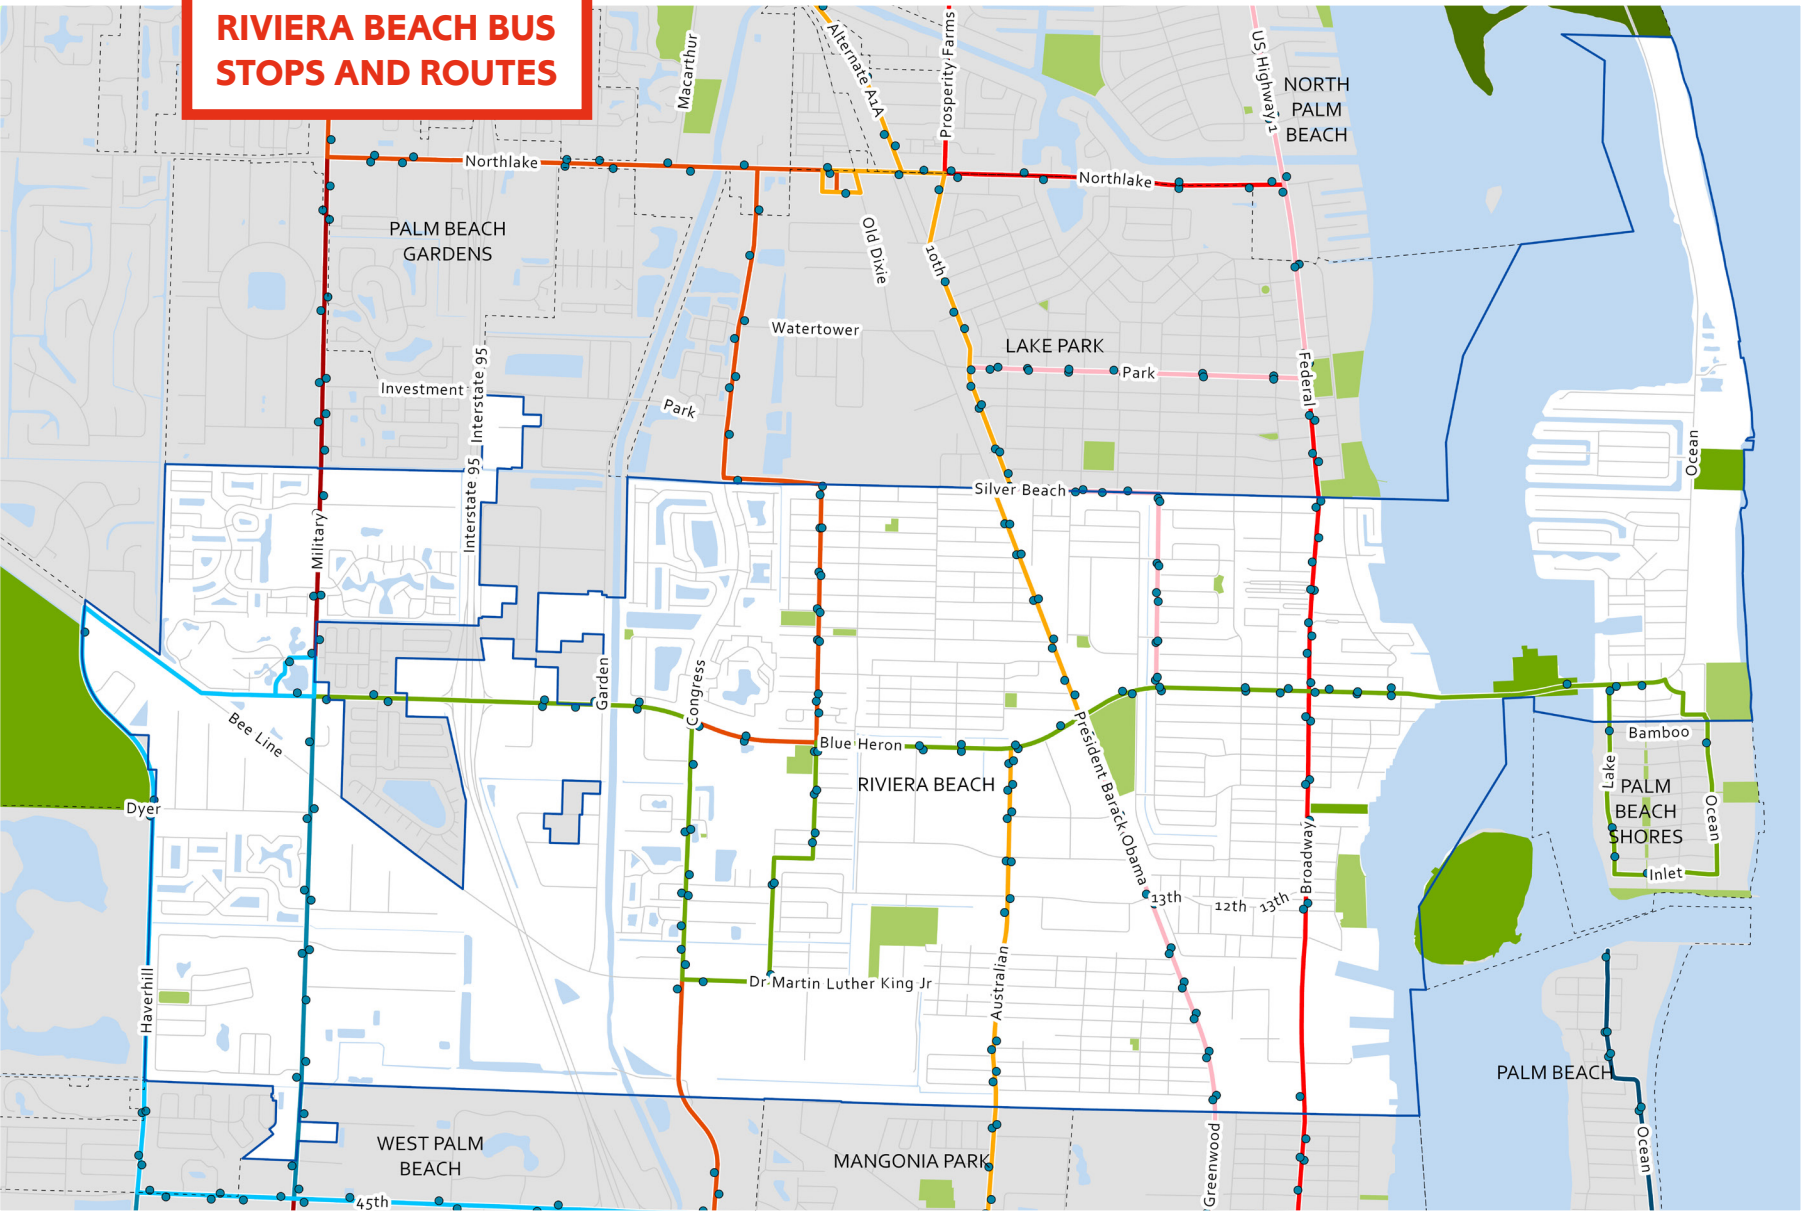 RIVIERA BEACH BUS
STOPS AND ROUTES
Macarthur
Alternate A1A
Prosperity Farms
US Highway 1
NORTH
PALM
BEACH
Northlake
Northlake
PALM BEACH
GARDENS
Old Dixie
10th
Watertower
LAKE PARK
Park
Federal
Investment
Interstate 95
Park
Ocean
Interstate 95
Silver Beach
Military
Garden
Congress
Bee Line
Blue Heron
RIVIERA BEACH
President Barack Obama
Bamboo
Lake
PALM
BEACH
SHORES
Ocean
Inlet
Dyer
Broadway
13th
12th
13th
Haverhill
Australian
Dr Martin Luther King Jr
PALM BEACH
WEST PALM
BEACH
MANGONIA PARK
Greenwood
Ocean
45th